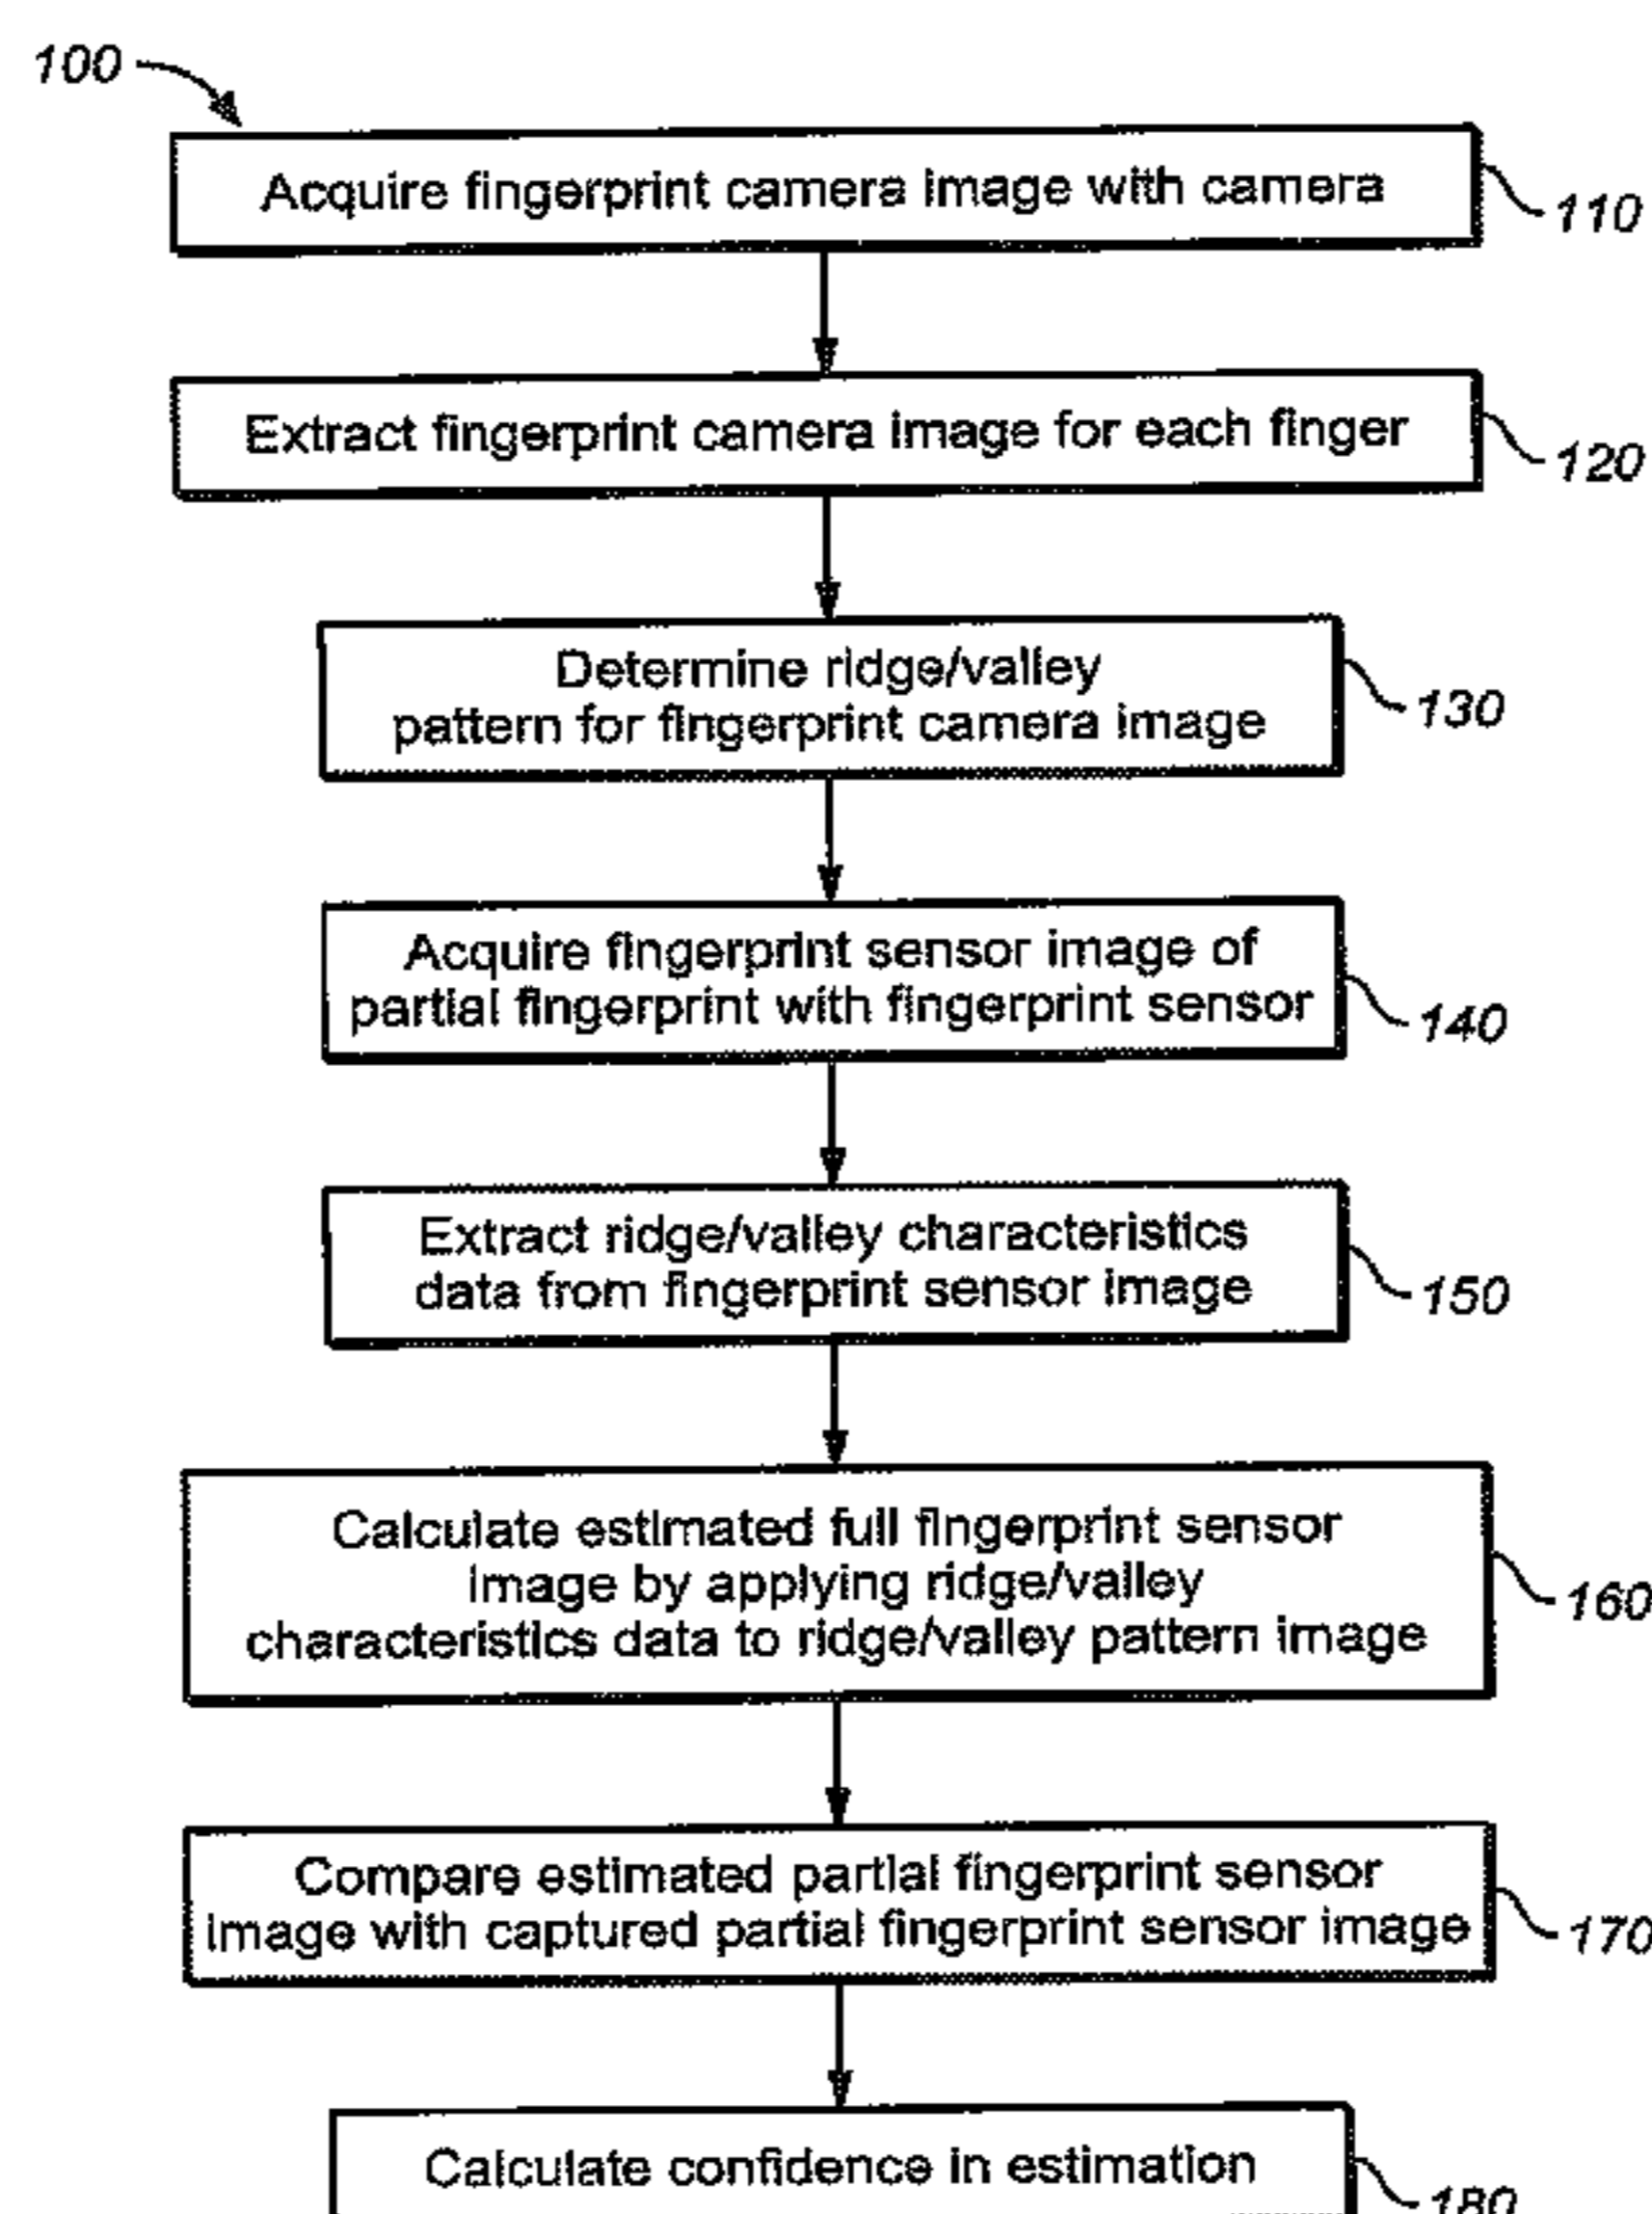 100
Acquire fingerprint camera image with camera
110
Extract fingerprint camera image for each finger
120
Determine ridge/valley
pattern for fingerprint camera image
130
Acquire fingerprint sensor image of
partial fingerprint with fingerprint sensor
140
Extract ridge/valley characteristics
data from fingerprint sensor image
150
Calculate estimated full fingerprint sensor
image by applying ridge/valley
characteristics data to ridge/valley pattern image
160
Compare estimated partial fingerprint sensor
image with captured partial fingerprint sensor image
170
Calculate confidence in estimation
180